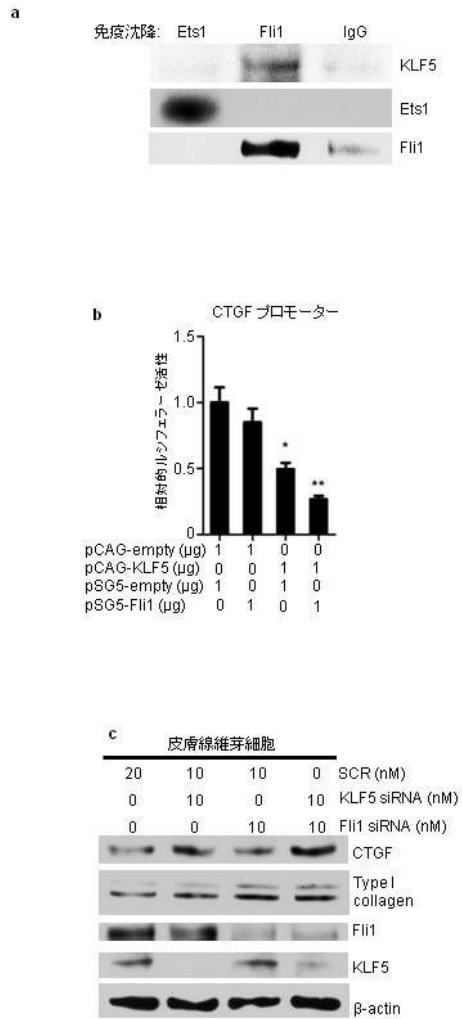 a
免疫沈降: Ets1 Fli1 IgG
KLF5
Ets1
Fli1
b
CTGF プロモーター
相対的ルシフェラーゼ活性
1.5
1.0
0.5
0
*
**
pCAG-empty (µg) 1 1 0 0
pCAG-KLF5 (µg) 0 0 1 1
pSG5-empty (µg) 1 0 1 0
pSG5-Fli1 (µg) 0 1 0 1
c
皮膚線維芽細胞
20 10 10 0 SCR (nM)
0 10 0 10 KLF5 siRNA (nM)
0 0 10 10 Fli1 siRNA (nM)
CTGF
Type I
collagen
Fli1
KLF5
β-actin